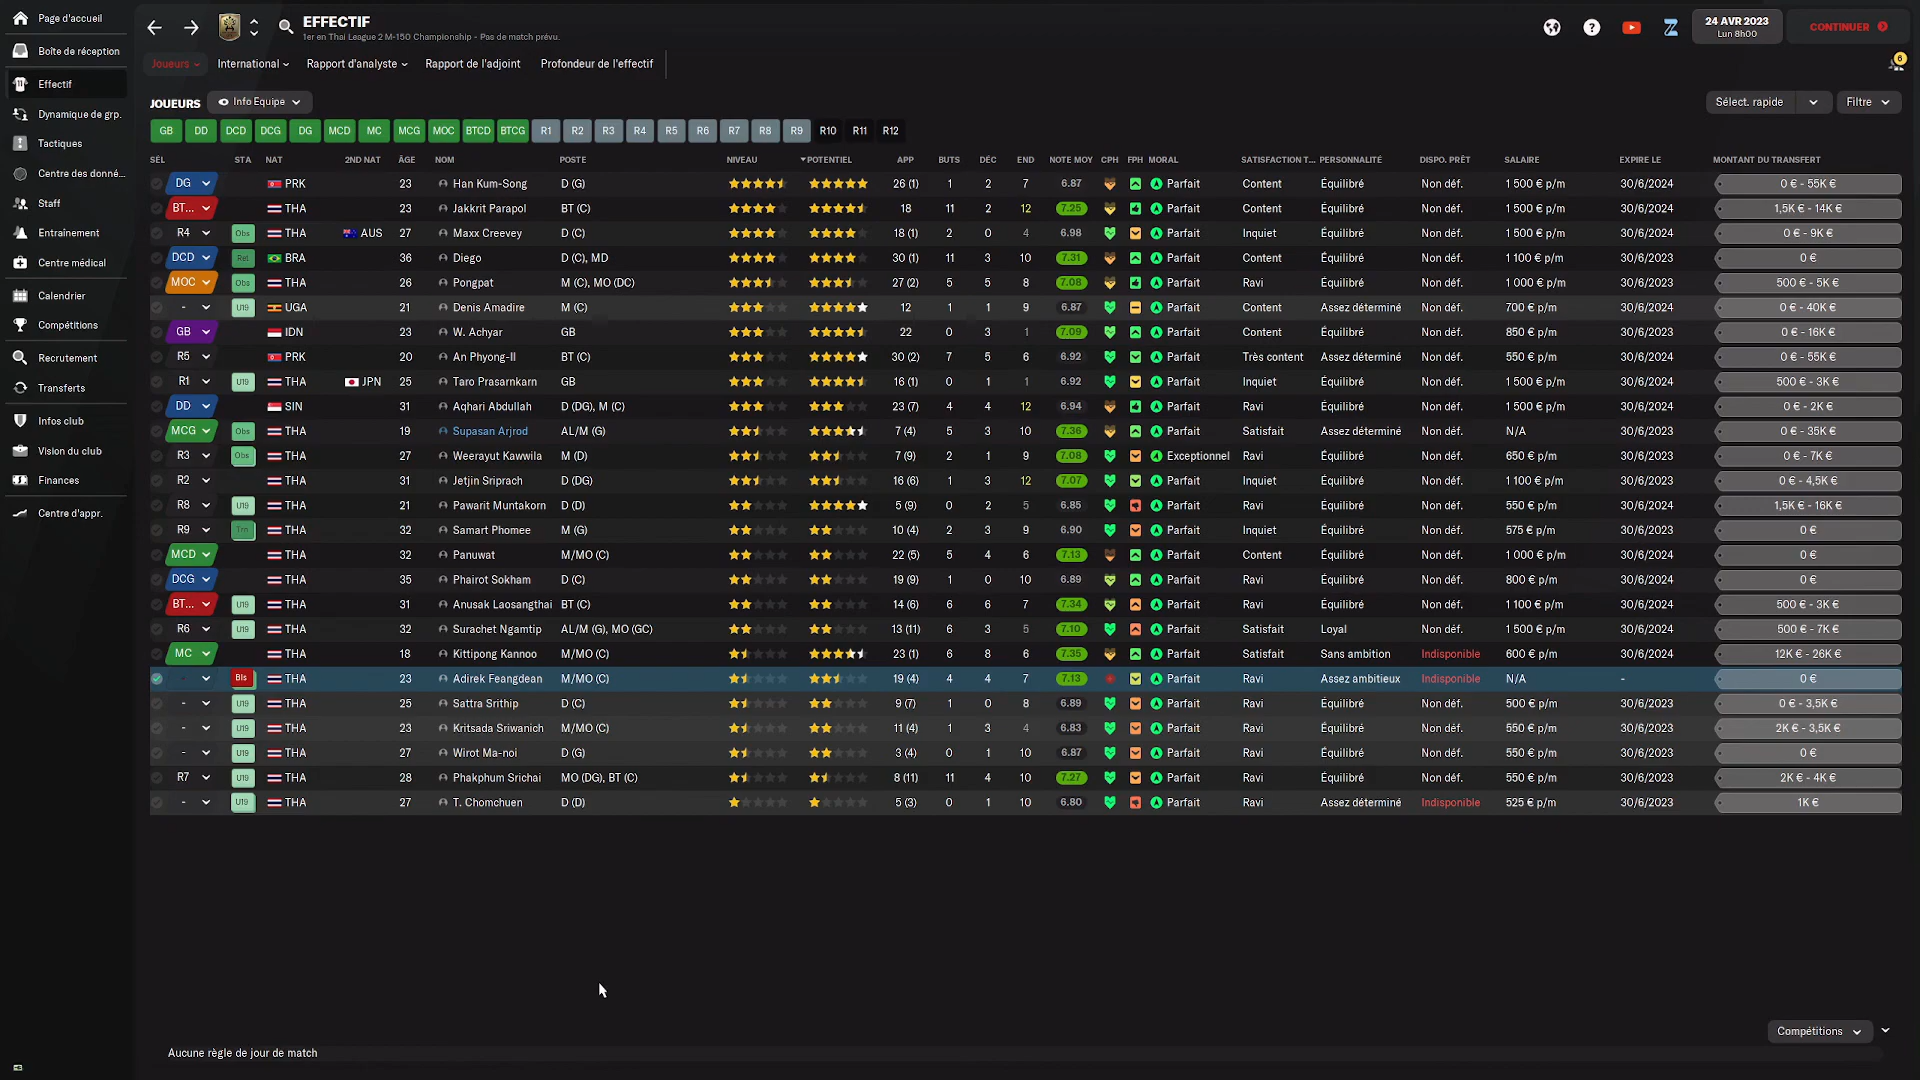 Page d'accueil
Boîte de réception
Effectif
Dynamique de grp.
Tactiques
Centre des donné...
Staff
Entraînement
Centre médical
Calendrier
Compétitions
Recrutement
Transferts
Infos club
Vision du club
Finances
Centre d'appr.
EFFECTIF
1er en Thai League 2 M-150 Championship - Pas de match prévu.
24 AVR 2023
Lun 8h00
CONTINUER
6
Joueurs International Rapport d'analyste Rapport de l'adjoint Profondeur de l'effectif
JOUEURS Info Equipe Sélect. rapide Filtre
GB DD DCD DCG DG MCD MC MCG MOC BTCD BTCG R1 R2 R3 R4 R5 R6 R7 R8 R9 R10 R11 R12
SÉL STA NAT 2ND NAT ÂGE NOM POSTE NIVEAU POTENTIEL APP BUTS DÉC END NOTE MOY CPH FPH MORAL SATISFACTION T... PERSONNALITÉ DISPO. PRÊT SALAIRE EXPIRE LE MONTANT DU TRANSFERT
DG PRK 23 Han Kum-Song D (G) 26 (1) 1 2 7 6.87 Parfait Content Équilibré Non déf. 1 500 € p/m 30/6/2024 0 € - 55K €
BT... THA 23 Jakkrit Parapol BT (C) 18 11 2 12 7.25 Parfait Content Équilibré Non déf. 1 500 € p/m 30/6/2024 1,5K € - 14K €
R4 Obs THA AUS 27 Maxx Creevey D (C) 18 (1) 2 0 4 6.98 Parfait Inquiet Équilibré Non déf. 1 500 € p/m 30/6/2024 0 € - 9K €
DCD Ret BRA 36 Diego D (C), MD 30 (1) 11 3 10 7.31 Parfait Content Équilibré Non déf. 1 100 € p/m 30/6/2024 0 €
MOC Obs THA 26 Pongpat M (C), MO (DC) 27 (2) 5 5 8 7.08 Parfait Ravi Équilibré Non déf. 1 000 € p/m 30/6/2024 500 € - 5K €
- U19 UGA 21 Denis Amadire M (C) 12 1 1 9 6.87 Parfait Content Assez déterminé Non déf. 700 € p/m 30/6/2024 0 € - 40K €
GB IDN 23 W. Achyar GB 22 0 3 1 7.09 Parfait Content Équilibré Non déf. 850 € p/m 30/6/2024 0 € - 16K €
R5 PRK 20 An Phyong-Il BT (C) 30 (2) 7 5 6 6.92 Parfait Très content Assez déterminé Non déf. 550 € p/m 30/6/2024 0 € - 55K €
R1 U19 THA JPN 25 Taro Prasarnkarn GB 16 (1) 0 1 1 6.92 Parfait Inquiet Équilibré Non déf. 1 500 € p/m 30/6/2024 500 € - 3K €
DD SIN 31 Aqhari Abdullah D (DG), M (C) 23 (7) 4 4 12 6.94 Parfait Ravi Équilibré Non déf. 1 500 € p/m 30/6/2024 0 € - 2K €
MCG Obs THA 19 Supasan Arjrod AL/M (G) 7 (4) 5 3 10 7.36 Parfait Satisfait Assez déterminé Non déf. N/A 30/6/2023 0 € - 35K €
R3 Obs THA 27 Weerayut Kawwila M (D) 7 (9) 2 1 9 7.08 Exceptionnel Ravi Équilibré Non déf. 650 € p/m 30/6/2023 0 € - 7K €
R2 THA 31 Jetjin Sriprach D (DG) 16 (6) 1 3 12 7.07 Parfait Inquiet Équilibré Non déf. 1 100 € p/m 30/6/2024 0 € - 4,5K €
R8 U19 THA 21 Pawarit Muntakorn D (D) 5 (9) 0 2 5 6.85 Parfait Ravi Équilibré Non déf. 550 € p/m 30/6/2023 1,5K € - 16K €
R9 Trn THA 32 Samart Phomee M (G) 10 (4) 2 3 9 6.90 Parfait Inquiet Équilibré Non déf. 575 € p/m 30/6/2023 0 €
MCD THA 32 Panuwat M/MO (C) 22 (5) 5 4 6 7.13 Parfait Content Équilibré Non déf. 1 000 € p/m 30/6/2024 0 €
DCG THA 35 Phairot Sokham D (C) 19 (9) 1 0 10 6.89 Parfait Ravi Équilibré Non déf. 800 € p/m 30/6/2024 0 €
BT... U19 THA 31 Anusak Laosangthai BT (C) 14 (6) 6 6 7 7.34 Parfait Ravi Équilibré Non déf. 1 100 € p/m 30/6/2024 500 € - 3K €
R6 U19 THA 32 Surachet Ngamtip AL/M (G), MO (GC) 13 (11) 6 3 5 7.10 Parfait Satisfait Loyal Non déf. 1 500 € p/m 30/6/2024 500 € - 7K €
MC THA 18 Kittipong Kannoo M/MO (C) 23 (1) 6 8 6 7.35 Parfait Satisfait Sans ambition Indisponible 600 € p/m 30/6/2024 12K € - 26K €
- Bls THA 23 Adirek Feangdean M/MO (C) 19 (4) 4 4 7 7.13 Parfait Ravi Assez ambitieux Indisponible N/A - 0 €
- U19 THA 25 Sattra Srithip D (C) 9 (7) 1 0 8 6.89 Parfait Ravi Équilibré Non déf. 500 € p/m 30/6/2023 0 € - 3,5K €
- U19 THA 23 Kritsada Sriwanich M/MO (C) 11 (4) 1 3 4 6.83 Parfait Ravi Équilibré Non déf. 550 € p/m 30/6/2023 2K € - 3,5K €
- U19 THA 27 Wirot Ma-noi D (G) 3 (4) 0 1 10 6.87 Parfait Ravi Équilibré Non déf. 550 € p/m 30/6/2023 0 €
R7 U19 THA 28 Phakphum Srichai MO (DG), BT (C) 8 (11) 11 4 10 7.27 Parfait Ravi Équilibré Non déf. 550 € p/m 30/6/2023 2K € - 4K €
- U19 THA 27 T. Chomchuen D (D) 5 (3) 0 1 10 6.80 Parfait Ravi Assez déterminé Indisponible 525 € p/m 30/6/2023 1K €
Compétitions
Aucune règle de jour de match